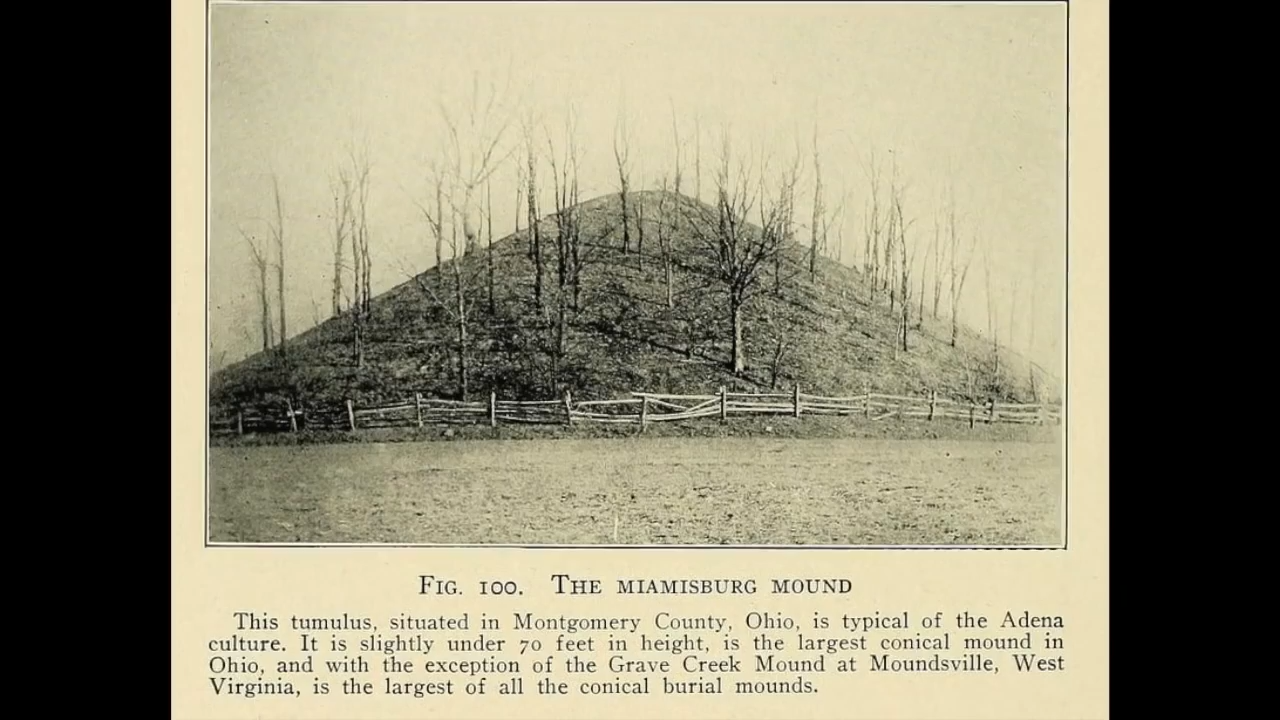 Fig. 100. The Miamisburg Mound
This tumulus, situated in Montgomery County, Ohio, is typical of the Adena
culture. It is slightly under 70 feet in height, is the largest conical mound in
Ohio, and with the exception of the Grave Creek Mound at Moundsville, West
Virginia, is the largest of all the conical burial mounds.